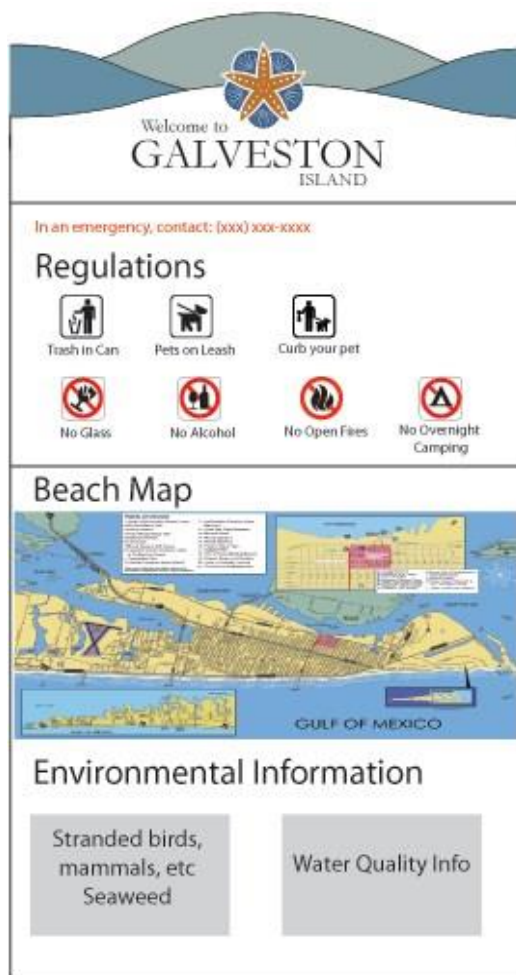 Welcome to
GALVESTON
ISLAND
In an emergency, contact: (xxx) xxx-xxxx
Regulations
Trash in Can
Pets on Leash
Curb your pet
No Glass
No Alcohol
No Open Fires
No Overnight
Camping
Beach Map
GULF OF MEXICO
Environmental Information
Stranded birds,
mammals, etc
Seaweed
Water Quality Info